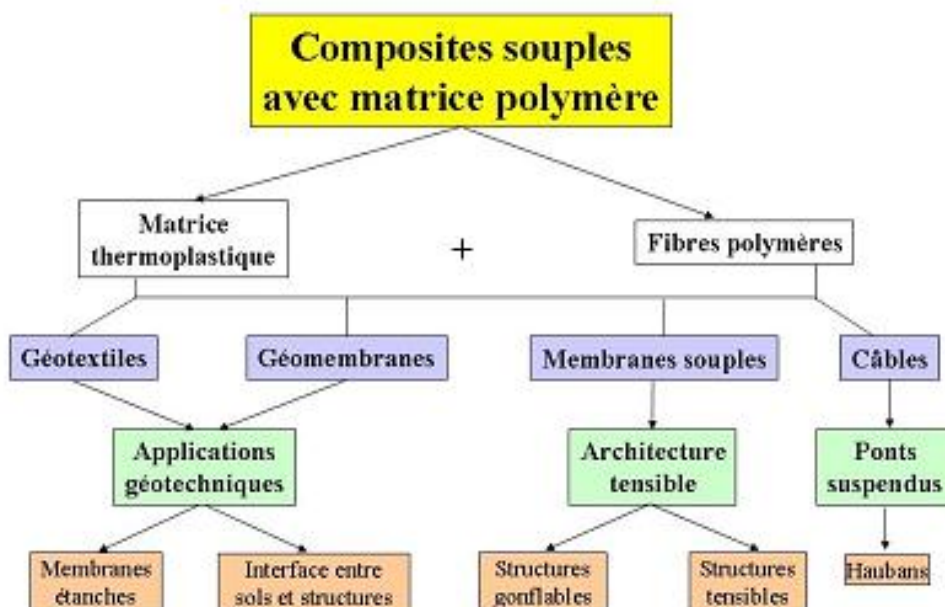 Composites souples
avec matrice polymère
Matrice
thermoplastique
+
Fibres polymères
Géotextiles
Géomembranes
Membranes souples
Câbles
Applications
géotechniques
Architecture
tensible
Ponts
suspendus
Membranes
étanches
Interface entre
sols et structures
Structures
gonflables
Structures
tensibles
Haubans